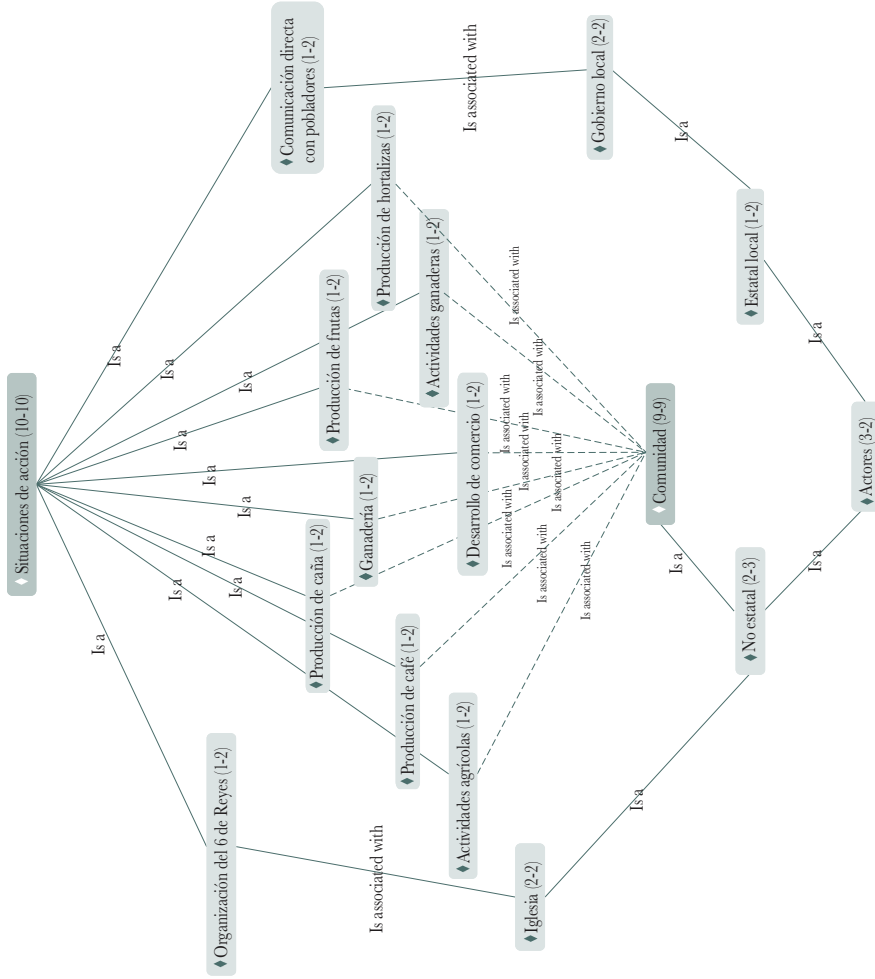 Situaciones de acción (10-10)
Is a
Is a
Is a
Is a
Is a
Is a
Is a
Organización del 6 de Reyes (1-2)
Is a
Is a
Is a
Comunicación directa
con pobladores (1-2)
Producción de caña (1-2)
Producción de frutas (1-2)
Ganadería (1-2)
Is associated with
Producción de hortalizas (1-2)
Producción de café (1-2)
Actividades ganaderas (1-2)
Actividades agrícolas (1-2)
Is associated with
Desarrollo de comercio (1-2)
Is associated with
Is associated with
Is associated with
Is associated with
Iglesia (2-2)
Is associated with
Is associated with
Is associated with
Is associated with
Gobierno local (2-2)
Is a
Comunidad (9-9)
Is a
Is a
No estatal (2-3)
Estatal local (1-2)
Is a
Is a
Actores (3-2)